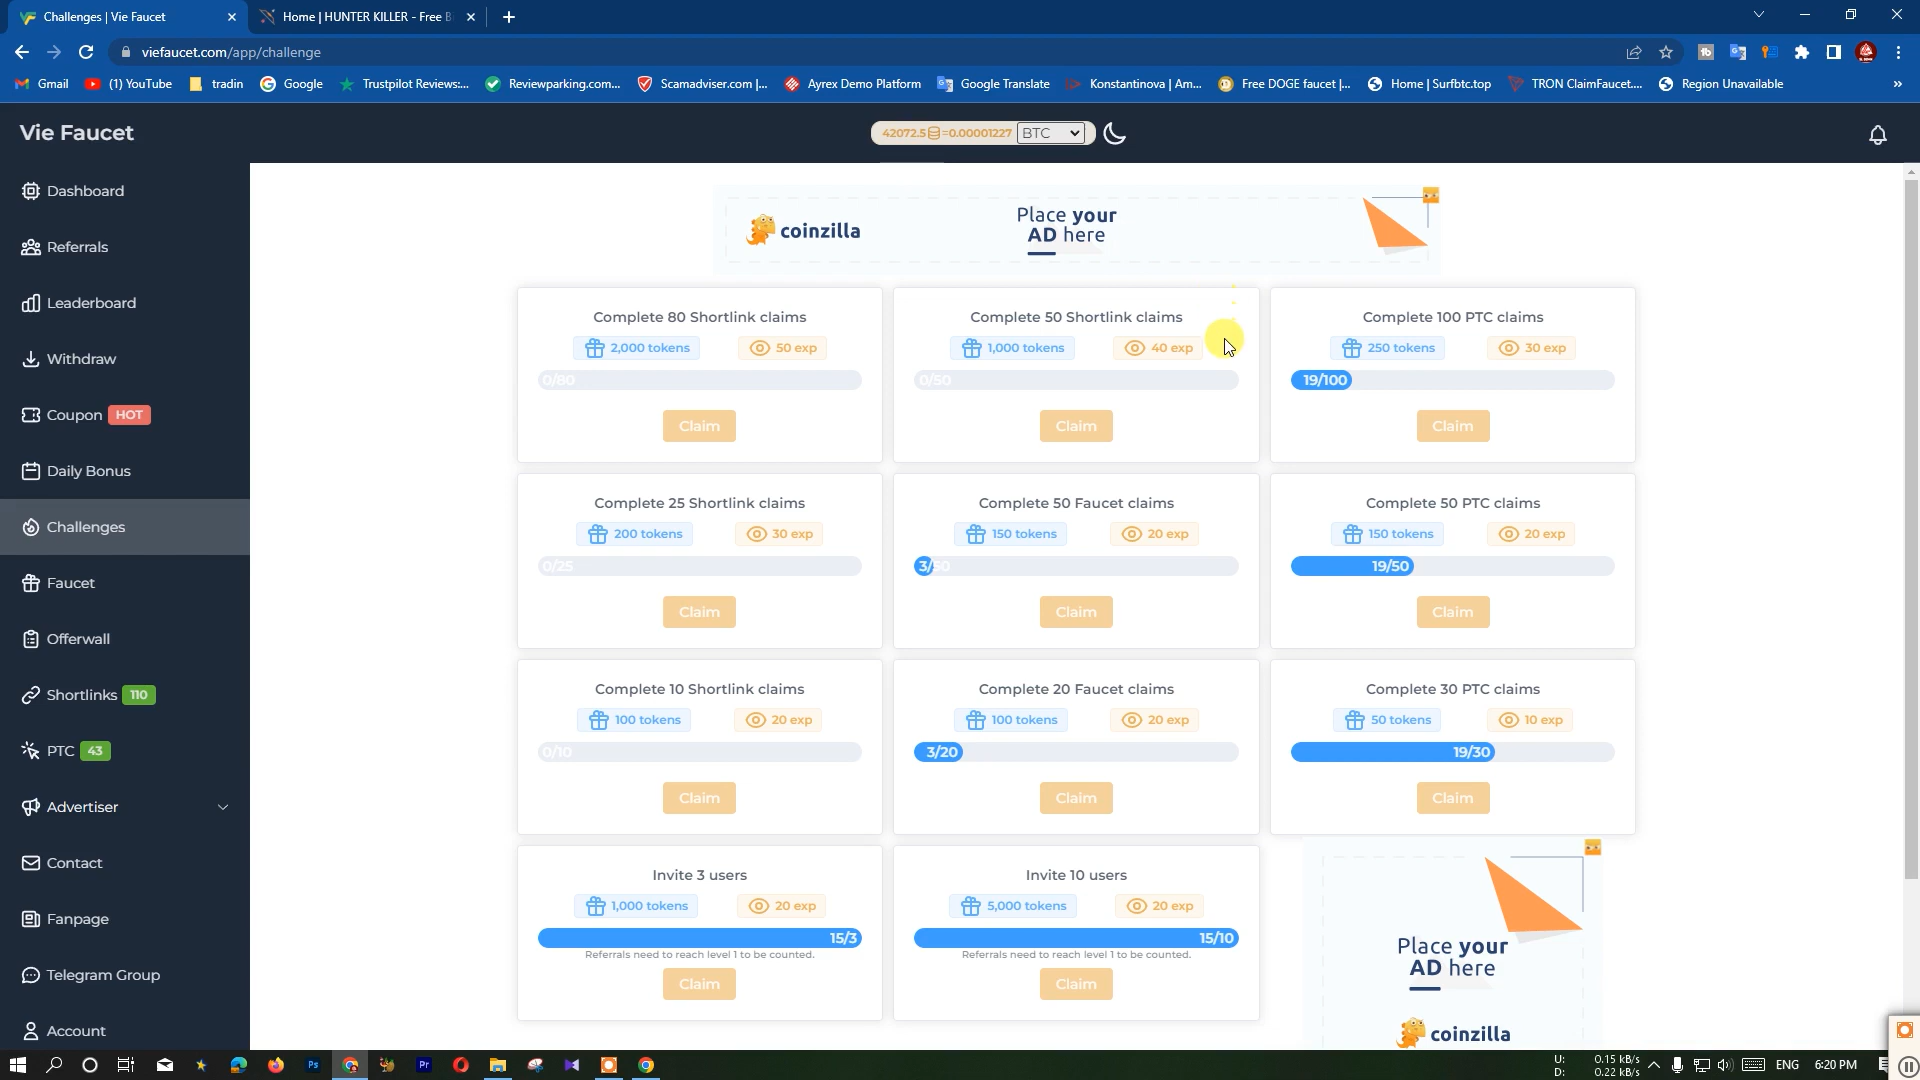 Challenges | Vie Faucet
Home | HUNTER KILLER - Free B
viefaucet.com/app/challenge
Gmail
(1) YouTube
tradin
Google
Trustpilot Reviews:...
Reviewparking.com...
Scamadviser.com |...
Ayrex Demo Platform
Google Translate
Konstantinova | Am...
Free DOGE faucet |...
Home | Surfbtc.top
TRON ClaimFaucet....
Region Unavailable
»
Vie Faucet
42072.5=0.00001227 BTC
Dashboard
Referrals
Leaderboard
Withdraw
Coupon HOT
Daily Bonus
Challenges
Faucet
Offerwall
Shortlinks 110
PTC 43
Advertiser
Contact
Fanpage
Telegram Group
Account
coinzilla
Place your
AD here
Complete 80 Shortlink claims
2,000 tokens 50 exp
0/80
Claim
Complete 50 Shortlink claims
1,000 tokens 40 exp
0/50
Claim
Complete 100 PTC claims
250 tokens 30 exp
19/100
Claim
Complete 25 Shortlink claims
200 tokens 30 exp
0/25
Claim
Complete 50 Faucet claims
150 tokens 20 exp
3/50
Claim
Complete 50 PTC claims
150 tokens 20 exp
19/50
Claim
Complete 10 Shortlink claims
100 tokens 20 exp
0/10
Claim
Complete 20 Faucet claims
100 tokens 20 exp
3/20
Claim
Complete 30 PTC claims
50 tokens 10 exp
19/30
Claim
Invite 3 users
1,000 tokens 20 exp
15/3
Referrals need to reach level 1 to be counted.
Claim
Invite 10 users
5,000 tokens 20 exp
15/10
Referrals need to reach level 1 to be counted.
Claim
Place your
AD here
coinzilla
Ps
Pr
U: 0.15 kB/s
D: 0.22 kB/s
ENG
6:20 PM